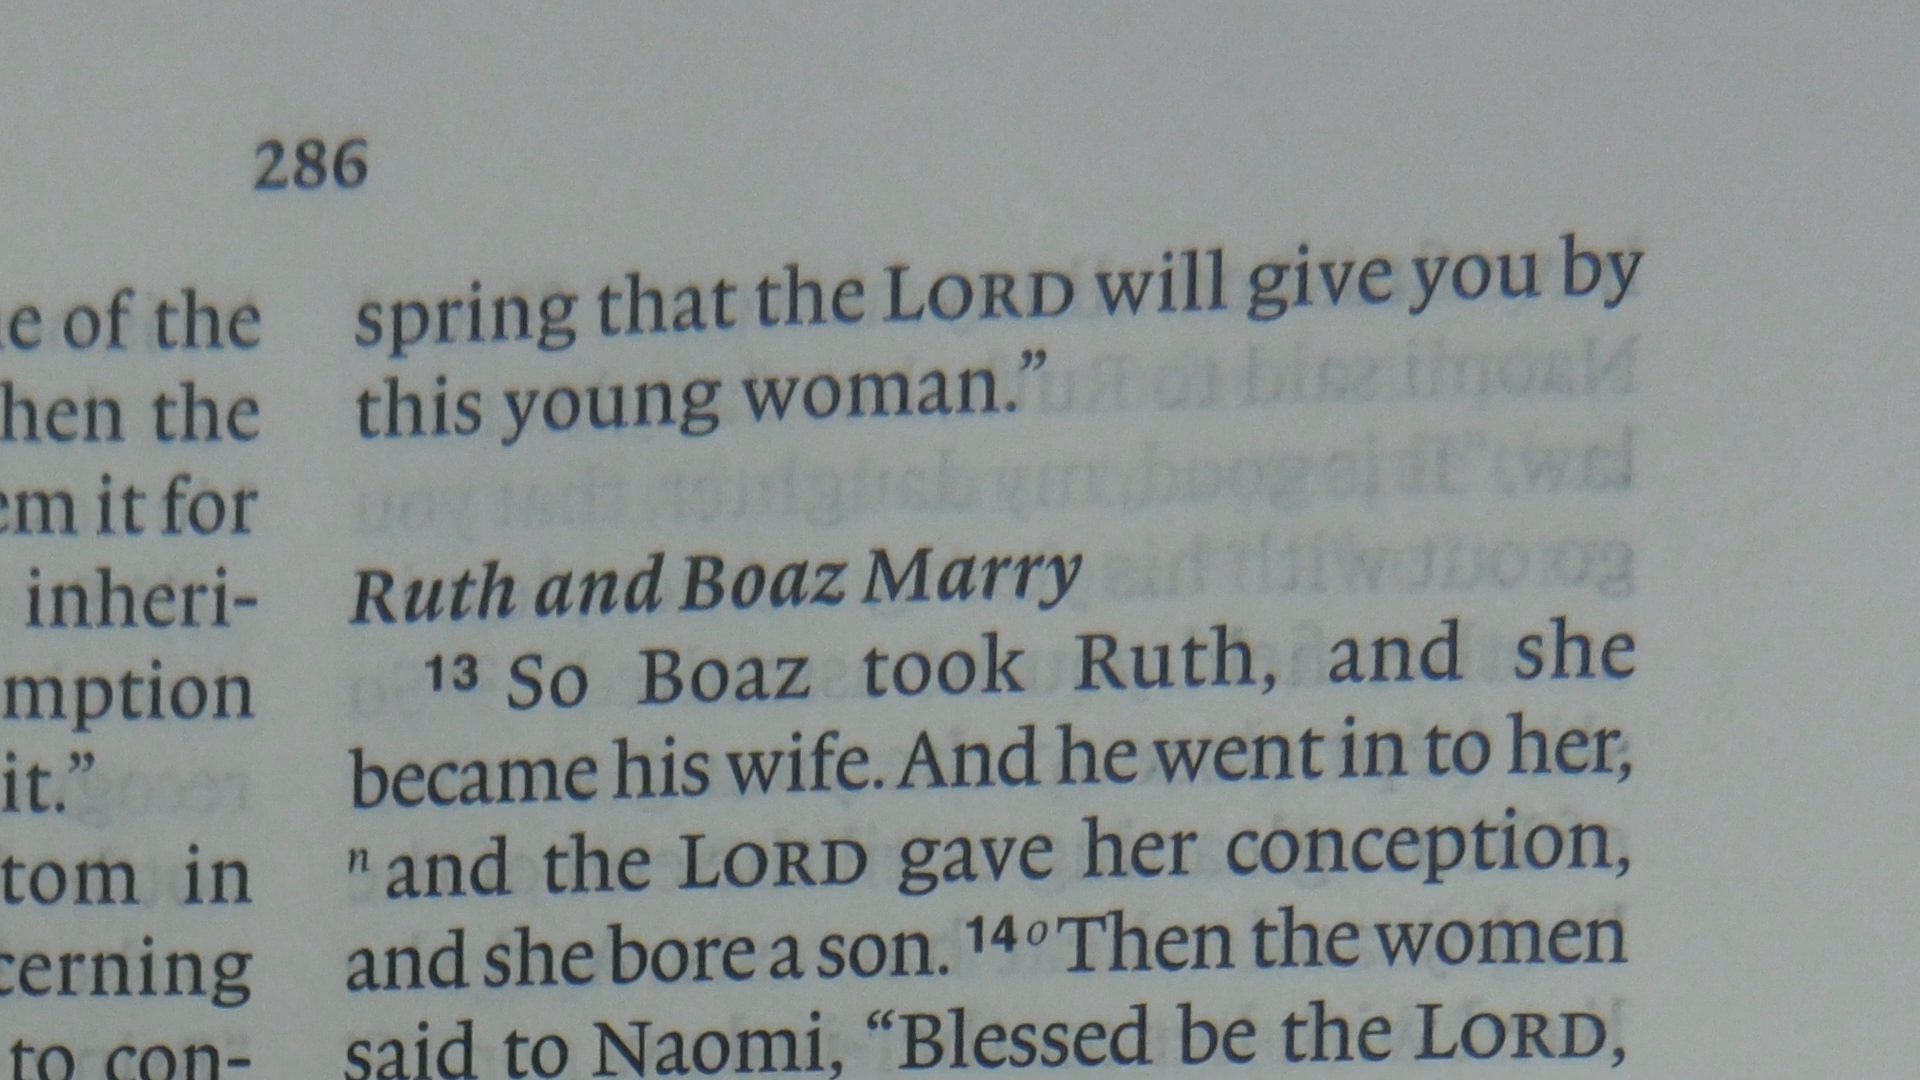 286
e of the
hen the
em it for
inheri-
mption
it.”
tom in
cerning
to con-
spring that the LORD will give you by
this young woman.”
Ruth and Boaz Marry
13 So Boaz took Ruth, and she
became his wife. And he went in to her,
n and the LORD gave her conception,
and she bore a son. 14 o Then the women
said to Naomi, “Blessed be the LORD,